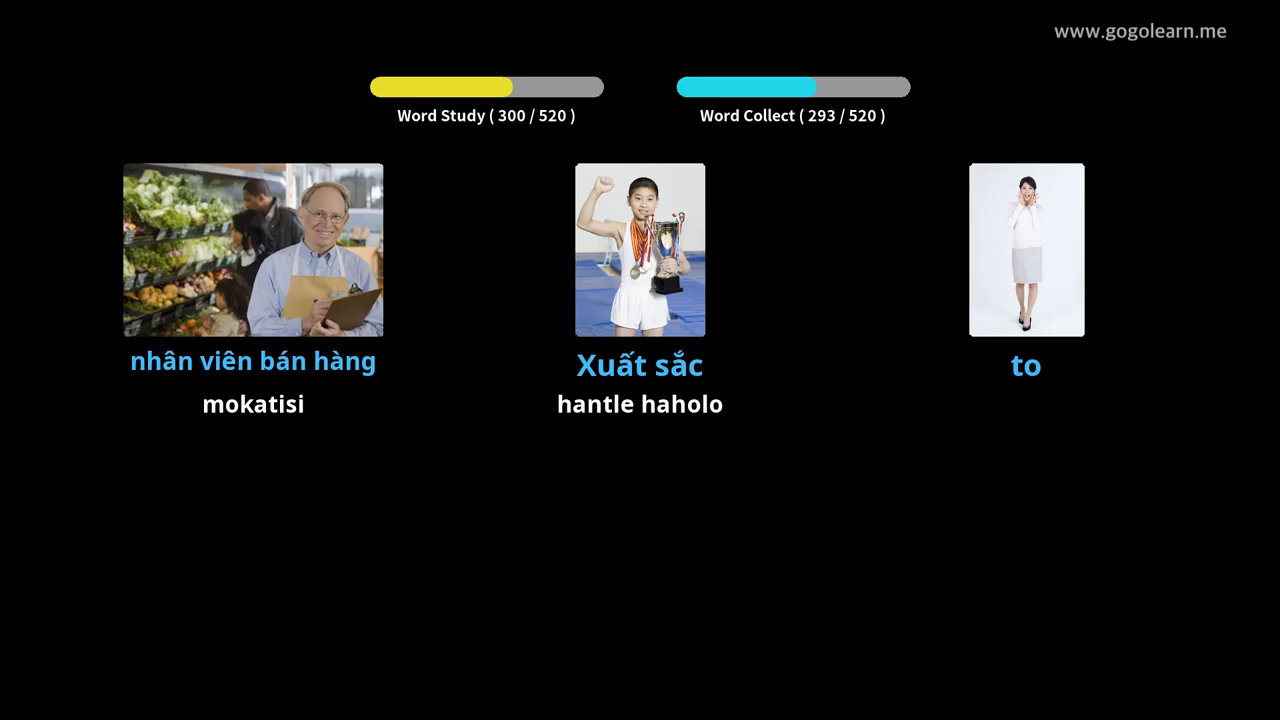 www.gogolearn.me
Word Study ( 300 / 520 )
Word Collect ( 293 / 520 )
nhân viên bán hàng
Xuất sắc
to
mokatisi
hantle haholo